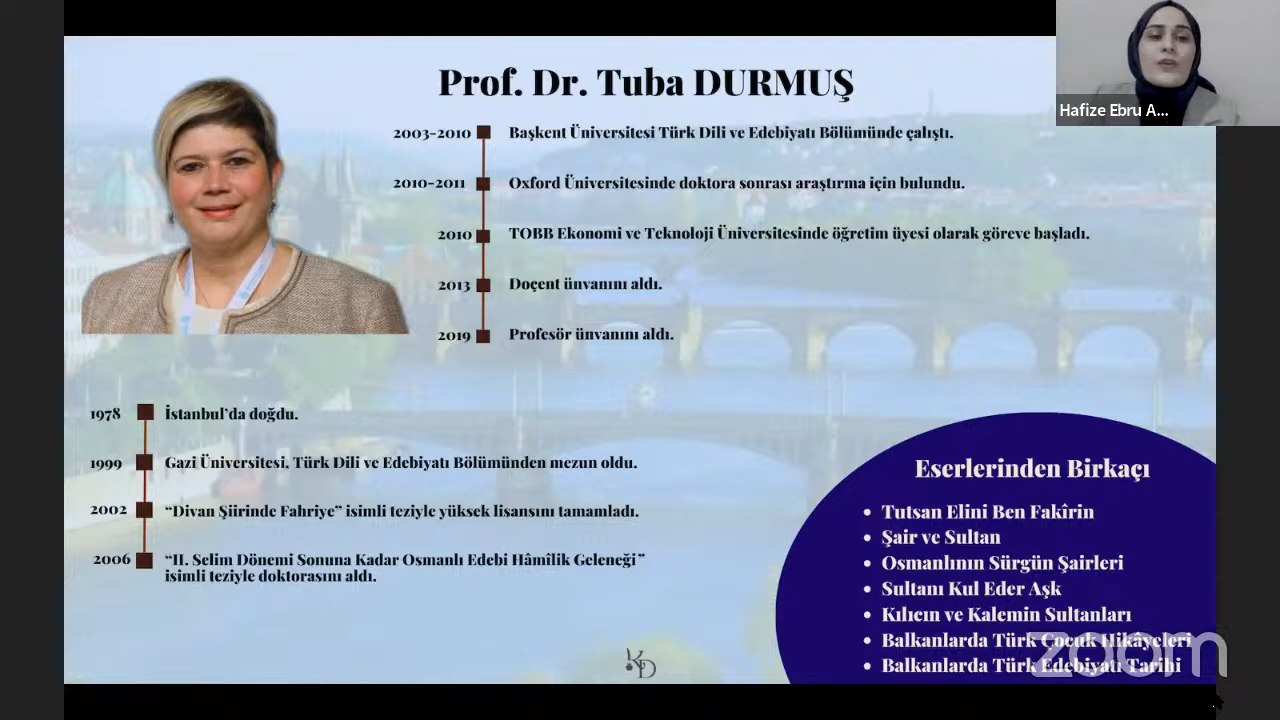 Prof. Dr. Tuba DURMUŞ
Hafize Ebru A...
2003-2010 Başkent Üniversitesi Türk Dili ve Edebiyatı Bölümünde çalıştı.
2010-2011 Oxford Üniversitesinde doktora sonrası araştırma için bulundu.
2010 TOBB Ekonomi ve Teknoloji Üniversitesinde öğretim üyesi olarak göreve başladı.
2013 Doçent ünvanını aldı.
2019 Profesör ünvanını aldı.
1978 İstanbul'da doğdu.
1999 Gazi Üniversitesi, Türk Dili ve Edebiyatı Bölümünden mezun oldu.
2002 “Divan Şiirinde Fahriye” isimli teziyle yüksek lisansını tamamladı.
2006 “II. Selim Dönemi Sonuna Kadar Osmanlı Edebi Hâmîlik Geleneği”
isimli teziyle doktorasını aldı.
Eserlerinden Birkaçı
• Tutsan Elini Ben Fakîrin
• Şair ve Sultan
• Osmanlının Sürgün Şairleri
• Sultanı Kul Eder Aşk
• Kılıcın ve Kalemin Sultanları
• Balkanlarda Türk Çocuk Hikâyeleri
• Balkanlarda Türk Edebiyatı Tarihi
zoom
KD